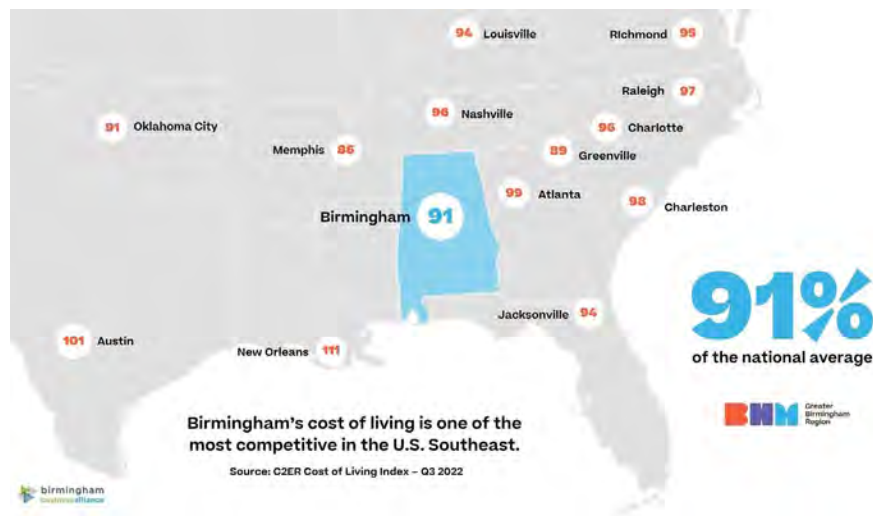 94 Louisville
RIchmond 95
Raleigh 97
96 Nashville
91 Oklahoma City
96 Charlotte
Memphis 86
89 Greenville
99 Atlanta
98 Charleston
Birmingham 91
91%
of the national average
Jacksonville 94
101 Austin
New Orleans 111
BHM Greater
Birmingham
Region
Birmingham's cost of living is one of the
most competitive in the U.S. Southeast.
Source: C2ER Cost of Living Index – Q3 2022
birmingham
businessalliance